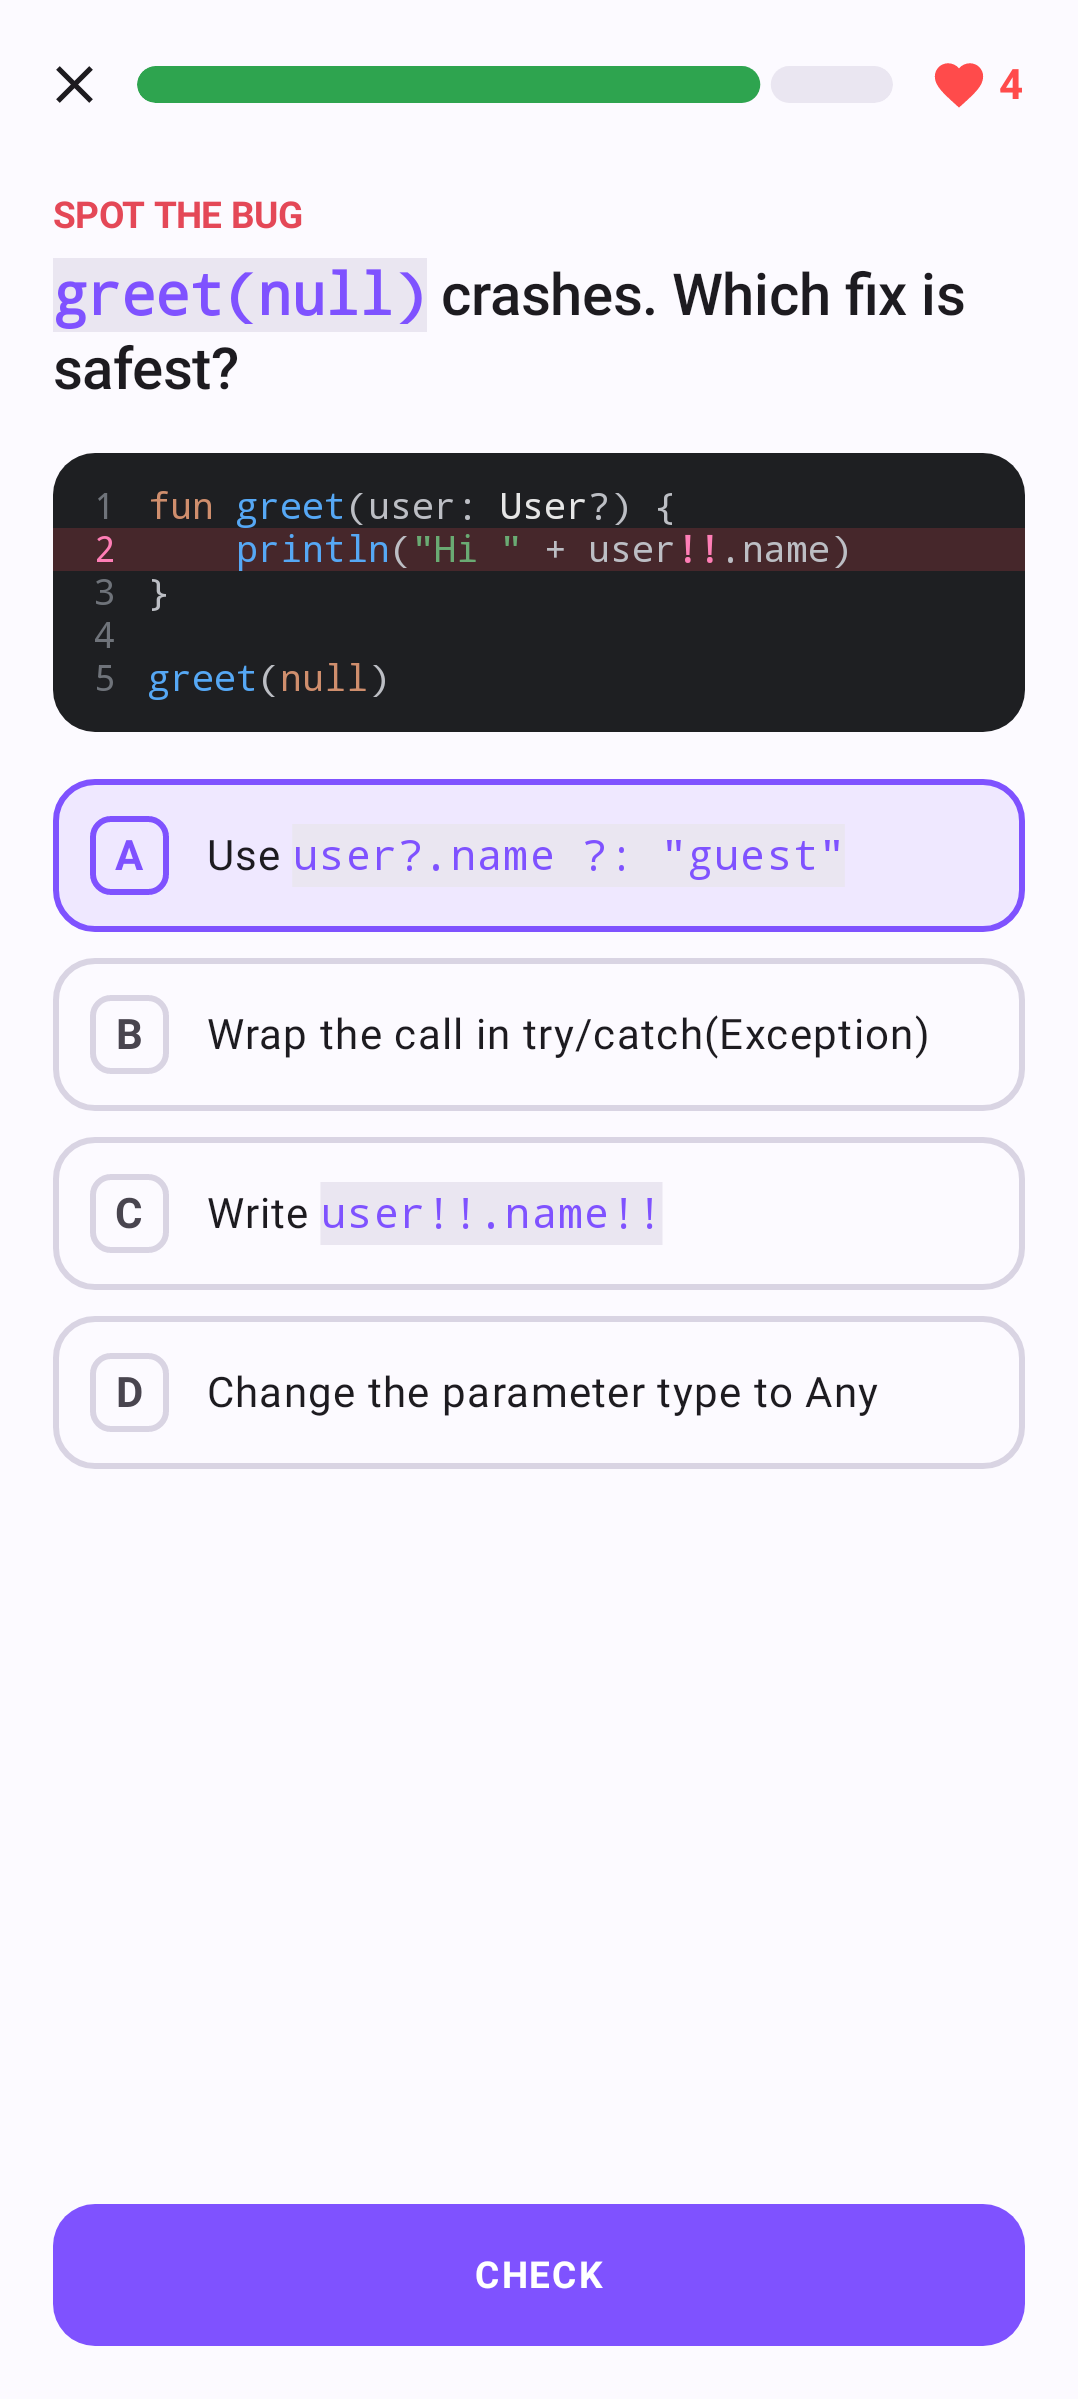 4
SPOT THE BUG
greet(null) crashes. Which fix is
safest?
1 fun greet(user: User?) {
2     println("Hi " + user!!.name)
3 }
4
5 greet(null)
A Use user?.name ?: "guest"
B Wrap the call in try/catch(Exception)
C Write user!!.name!!
D Change the parameter type to Any
CHECK